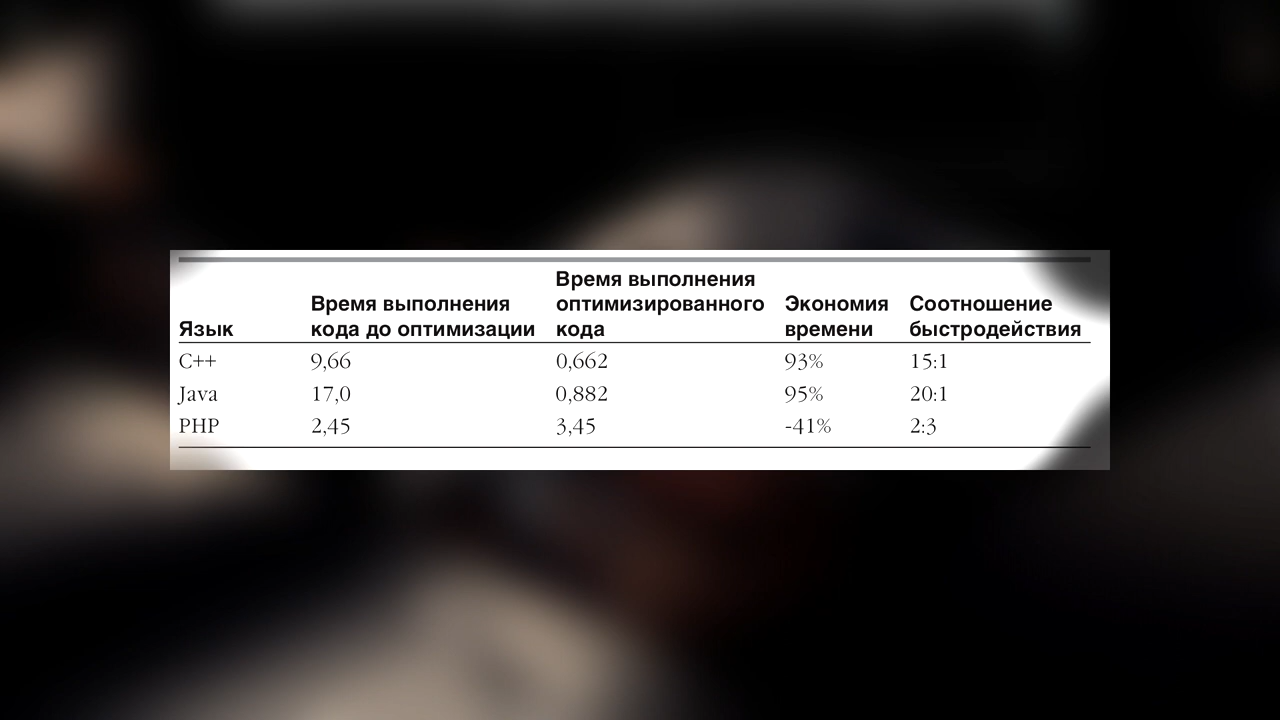 Время выполнения
Время выполнения оптимизированного Экономия Соотношение
Язык кода до оптимизации кода времени быстродействия
C++ 9,66 0,662 93% 15:1
Java 17,0 0,882 95% 20:1
PHP 2,45 3,45 -41% 2:3